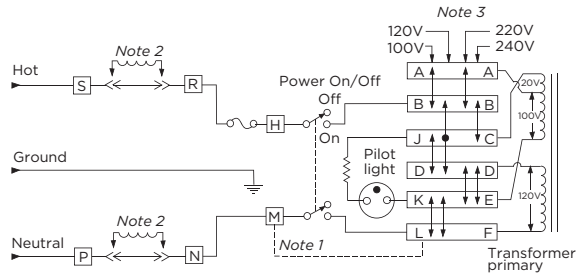 Note 3
120V
220V
100V
240V
Note 2
Hot
S
R
Power On/Off
Off
H
On
A
A
20V
B
B
100V
J
C
Pilot
light
D
D
K
E
120V
Ground
M
Note 1
L
F
Note 2
Neutral
P
N
Transformer
primary